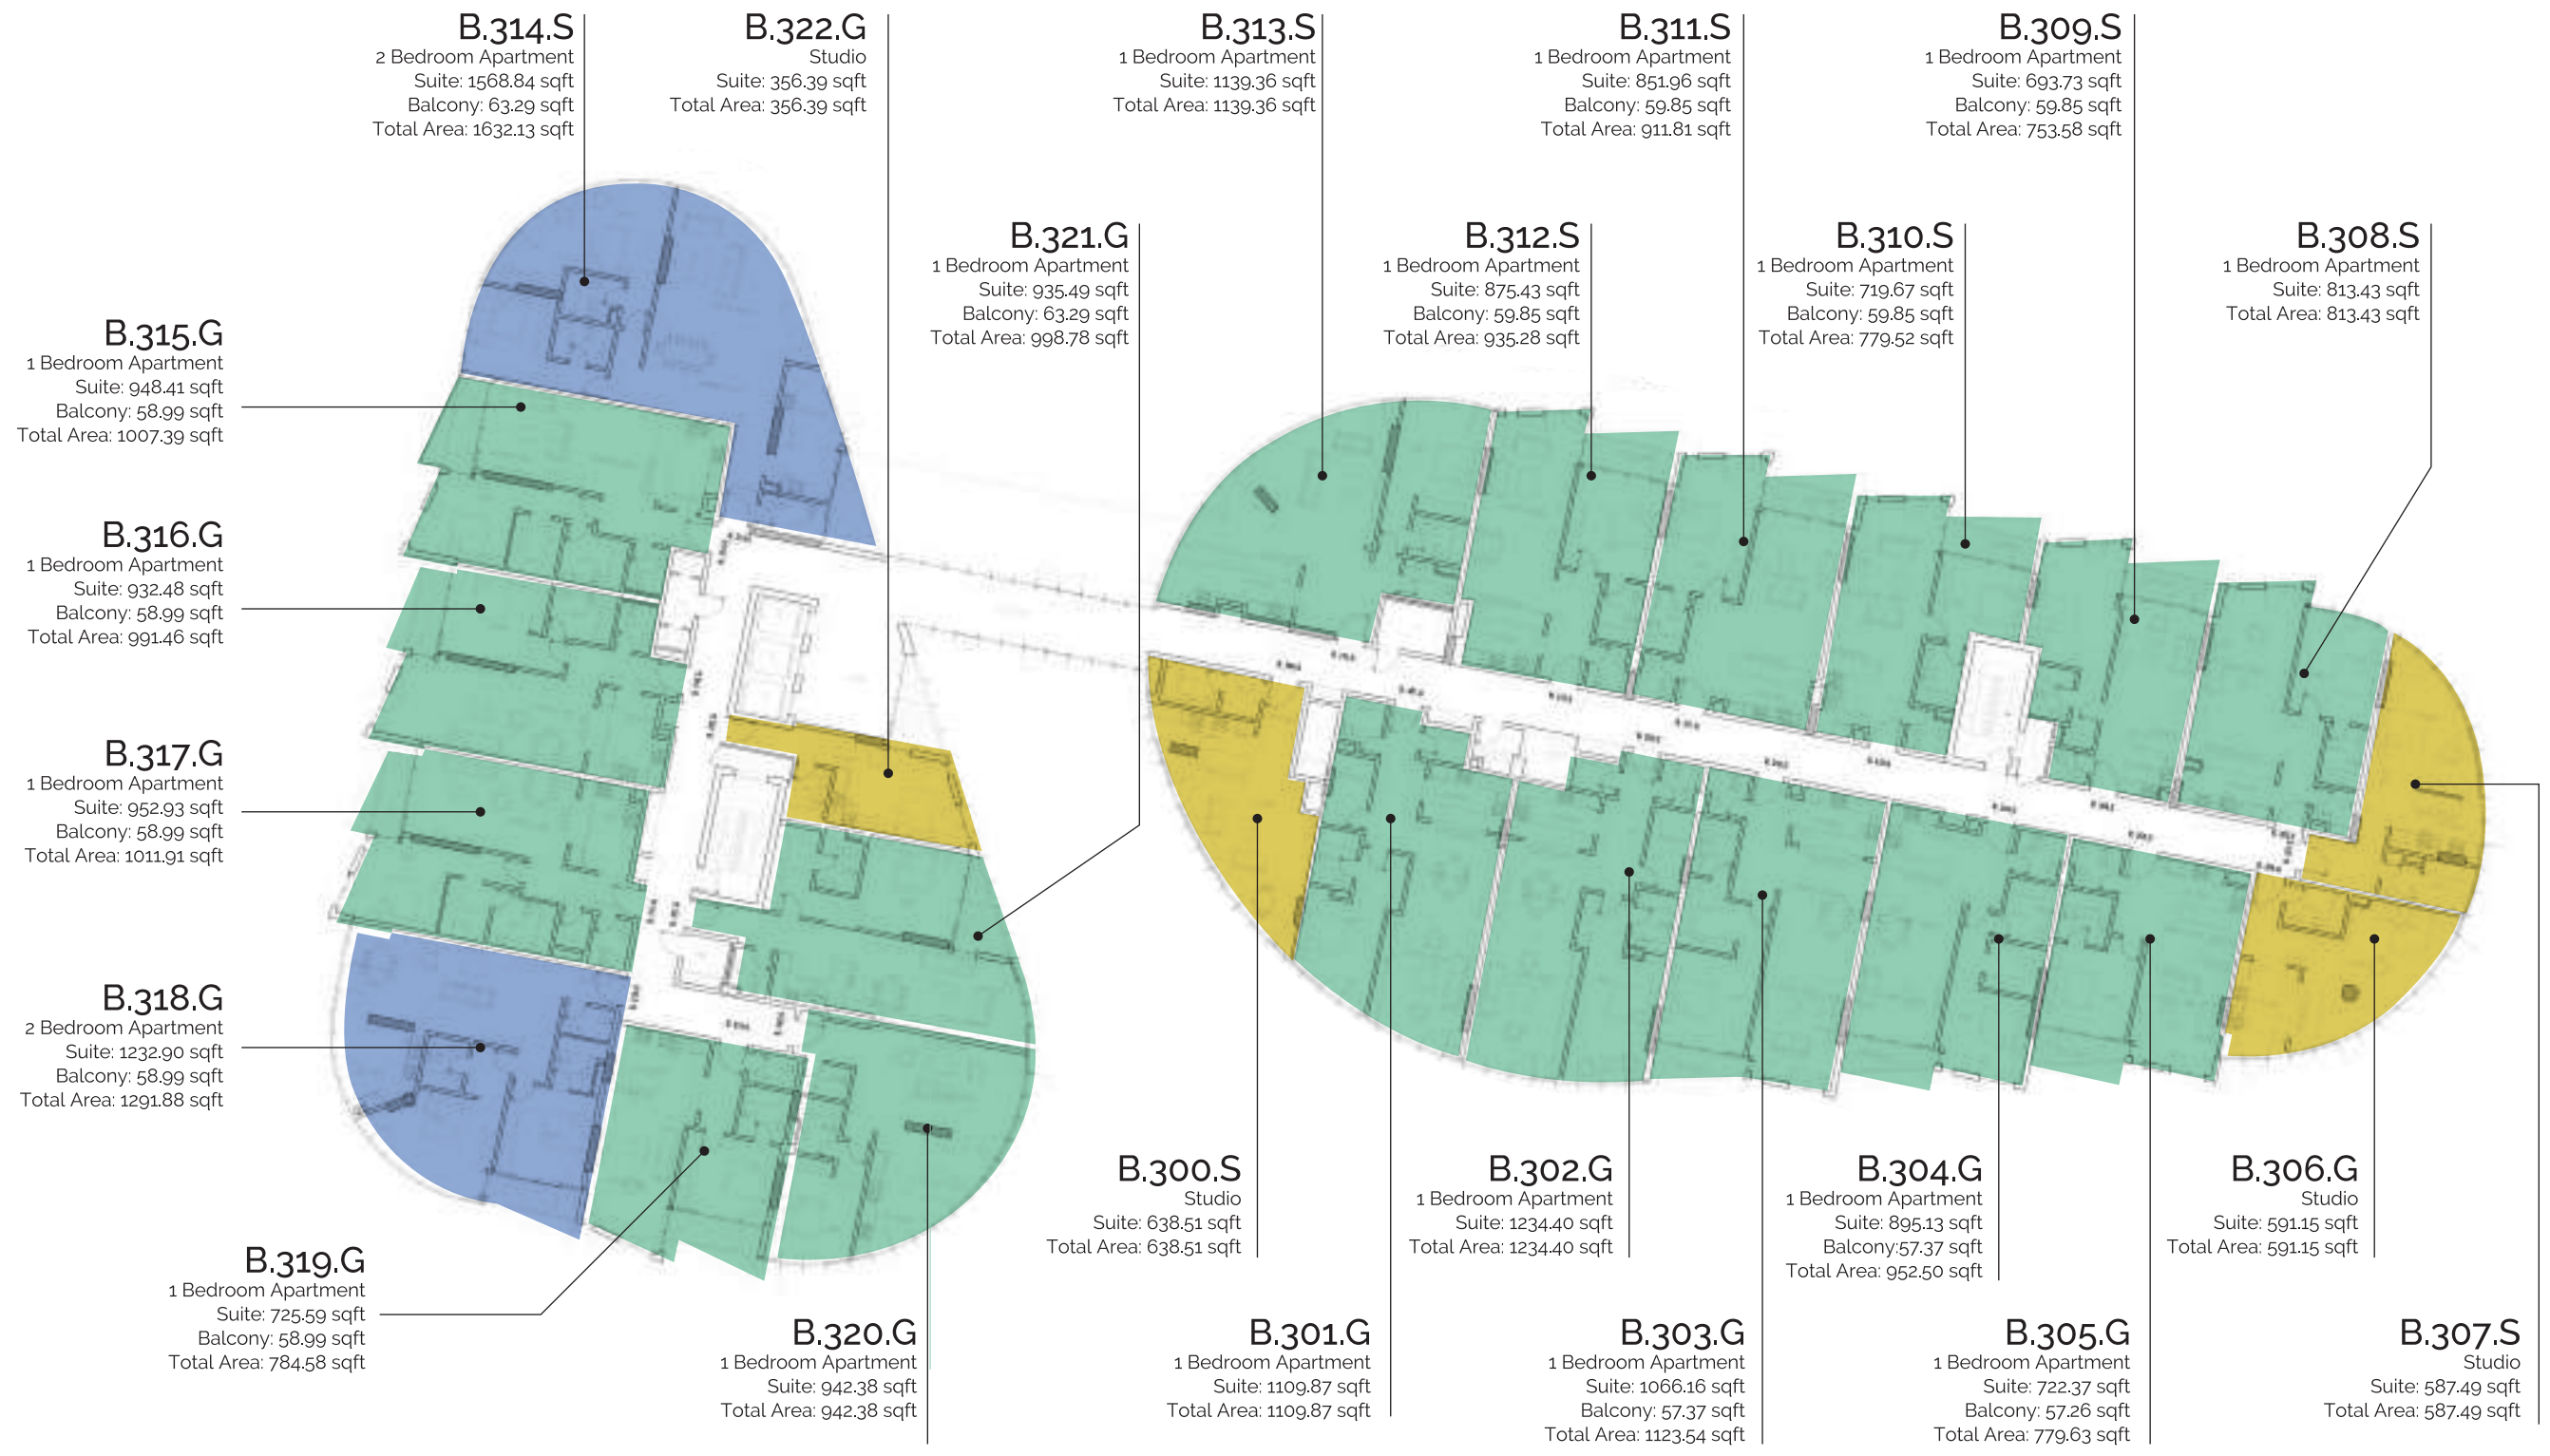 B.314.S
2 Bedroom Apartment
Suite: 1568.84 sqft
Balcony: 63.29 sqft
Total Area: 1632.13 sqft
B.322.G
Studio
Suite: 356.39 sqft
Total Area: 356.39 sqft
B.313.S
1 Bedroom Apartment
Suite: 1139.36 sqft
Total Area: 1139.36 sqft
B.311.S
1 Bedroom Apartment
Suite: 851.96 sqft
Balcony: 59.85 sqft
Total Area: 911.81 sqft
B.309.S
1 Bedroom Apartment
Suite: 693.73 sqft
Balcony: 59.85 sqft
Total Area: 753.58 sqft
B.321.G
1 Bedroom Apartment
Suite: 935.49 sqft
Balcony: 63.29 sqft
Total Area: 998.78 sqft
B.312.S
1 Bedroom Apartment
Suite: 875.43 sqft
Balcony: 59.85 sqft
Total Area: 935.28 sqft
B.310.S
1 Bedroom Apartment
Suite: 719.67 sqft
Balcony: 59.85 sqft
Total Area: 779.52 sqft
B.308.S
1 Bedroom Apartment
Suite: 813.43 sqft
Total Area: 813.43 sqft
B.315.G
1 Bedroom Apartment
Suite: 948.41 sqft
Balcony: 58.99 sqft
Total Area: 1007.39 sqft
B.316.G
1 Bedroom Apartment
Suite: 932.48 sqft
Balcony: 58.99 sqft
Total Area: 991.46 sqft
B.317.G
1 Bedroom Apartment
Suite: 952.93 sqft
Balcony: 58.99 sqft
Total Area: 1011.91 sqft
B.318.G
2 Bedroom Apartment
Suite: 1232.90 sqft
Balcony: 58.99 sqft
Total Area: 1291.88 sqft
B.319.G
1 Bedroom Apartment
Suite: 725.59 sqft
Balcony: 58.99 sqft
Total Area: 784.58 sqft
B.320.G
1 Bedroom Apartment
Suite: 942.38 sqft
Total Area: 942.38 sqft
B.300.S
Studio
Suite: 638.51 sqft
Total Area: 638.51 sqft
B.302.G
1 Bedroom Apartment
Suite: 1234.40 sqft
Total Area: 1234.40 sqft
B.304.G
1 Bedroom Apartment
Suite: 895.13 sqft
Balcony:57.37 sqft
Total Area: 952.50 sqft
B.306.G
Studio
Suite: 591.15 sqft
Total Area: 591.15 sqft
B.301.G
1 Bedroom Apartment
Suite: 1109.87 sqft
Total Area: 1109.87 sqft
B.303.G
1 Bedroom Apartment
Suite: 1066.16 sqft
Balcony: 57.37 sqft
Total Area: 1123.54 sqft
B.305.G
1 Bedroom Apartment
Suite: 722.37 sqft
Balcony: 57.26 sqft
Total Area: 779.63 sqft
B.307.S
Studio
Suite: 587.49 sqft
Total Area: 587.49 sqft